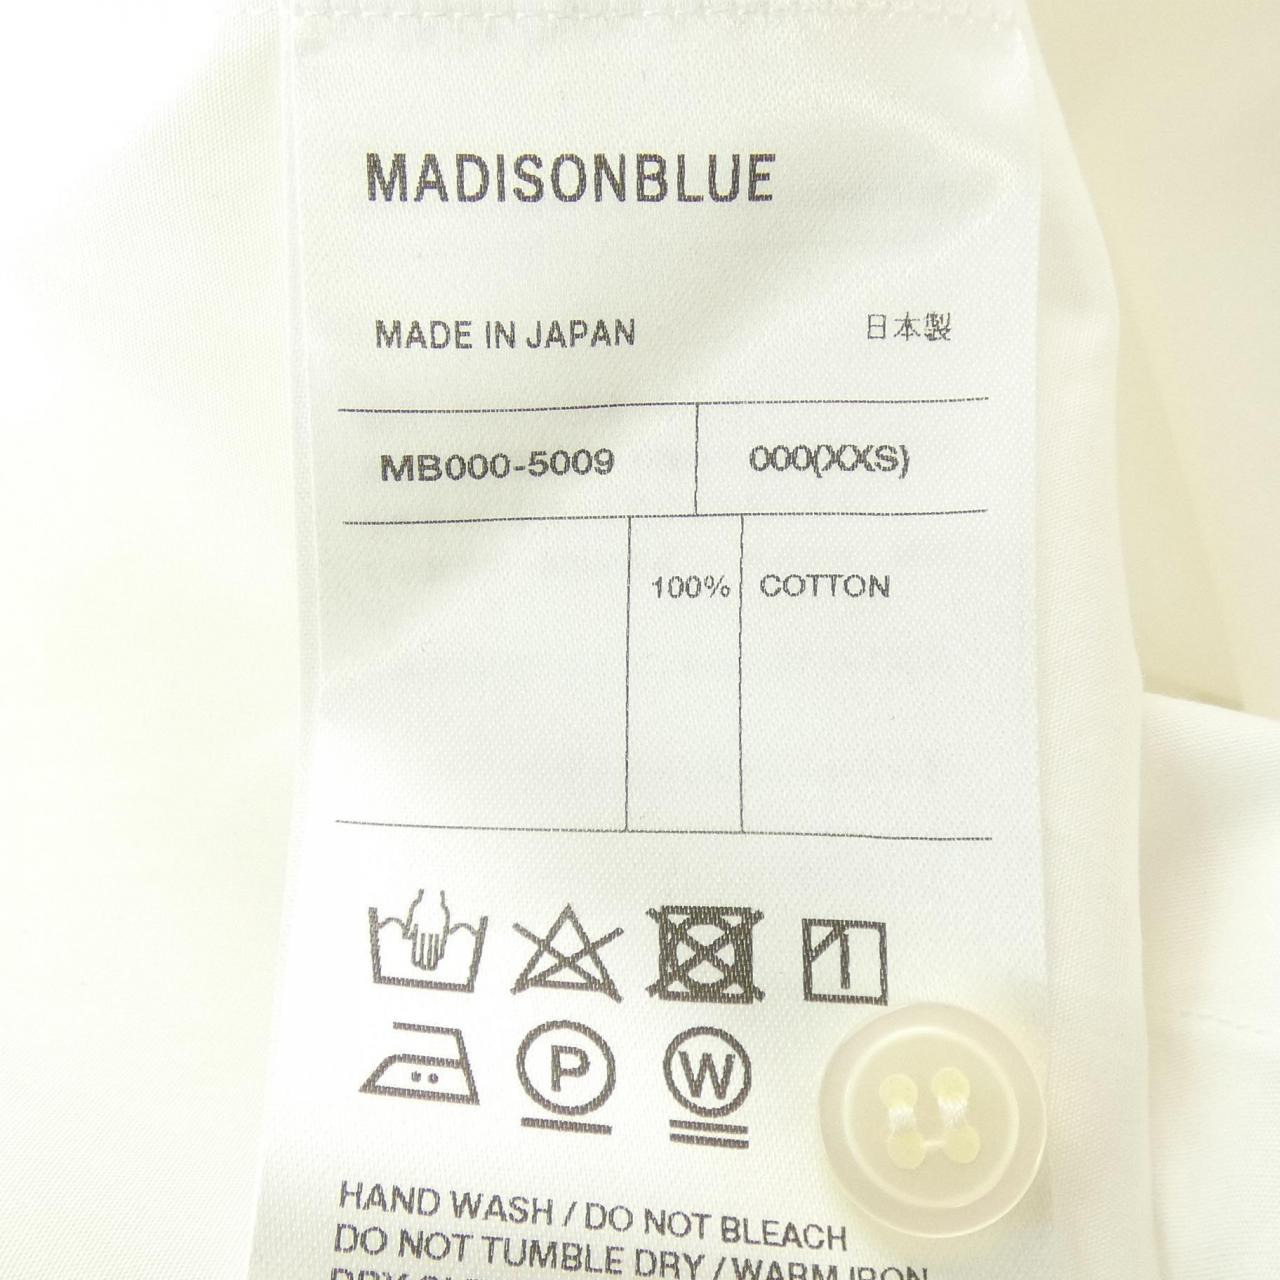 MADISONBLUE
MADE IN JAPAN 日本製
MB000-5009 000(XXS)
100% COTTON
P W
HAND WASH / DO NOT BLEACH
DO NOT TUMBLE DRY / WARM IRON